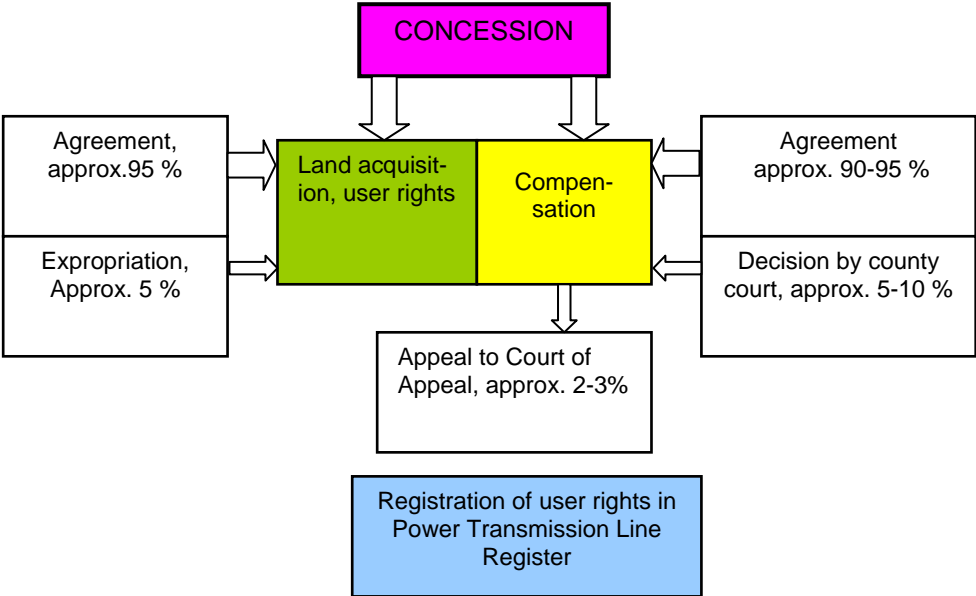 CONCESSION
Agreement,
approx.95 %
Land acquisit-
ion, user rights
Compen-
sation
Agreement
approx. 90-95 %
Expropriation,
Approx. 5 %
Decision by county
court, approx. 5-10 %
Appeal to Court of
Appeal, approx. 2-3%
Registration of user rights in
Power Transmission Line
Register